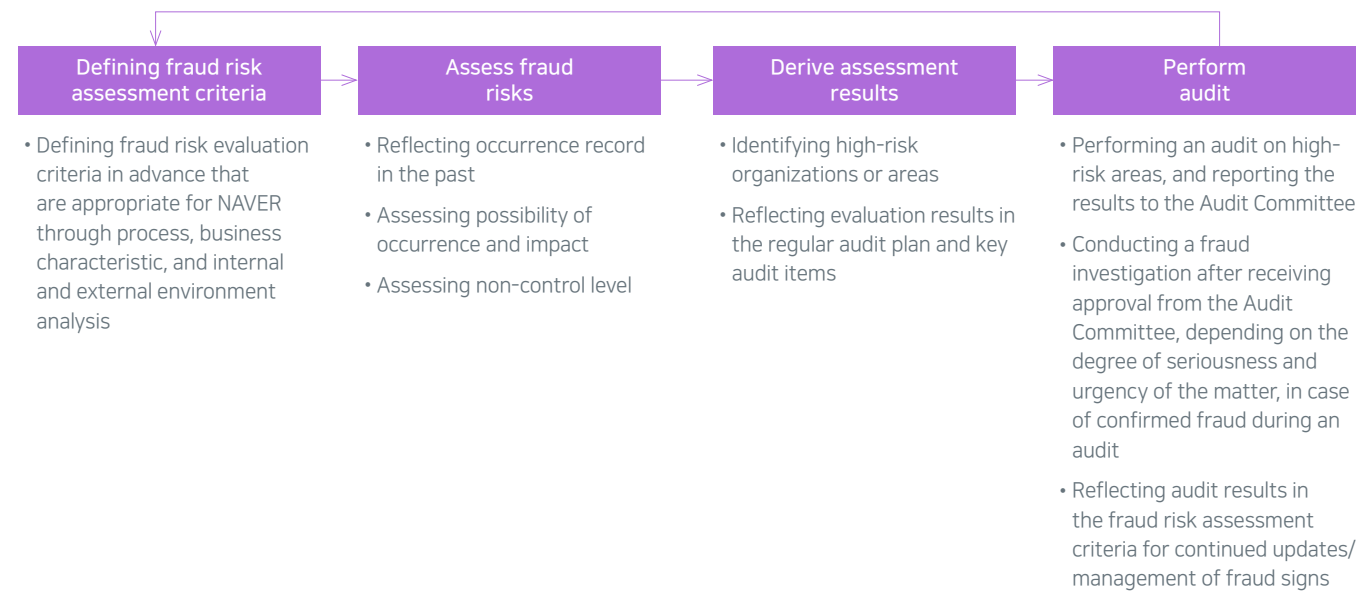 Defining fraud risk
assessment criteria
• Defining fraud risk evaluation
criteria in advance that
are appropriate for NAVER
through process, business
characteristic, and internal
and external environment
analysis
Assess fraud
risks
• Reflecting occurrence record
in the past
• Assessing possibility of
occurrence and impact
• Assessing non-control level
Derive assessment
results
• Identifying high-risk
organizations or areas
• Reflecting evaluation results in
the regular audit plan and key
audit items
Perform
audit
• Performing an audit on high-
risk areas, and reporting the
results to the Audit Committee
• Conducting a fraud
investigation after receiving
approval from the Audit
Committee, depending on the
degree of seriousness and
urgency of the matter, in case
of confirmed fraud during an
audit
• Reflecting audit results in
the fraud risk assessment
criteria for continued updates/
management of fraud signs